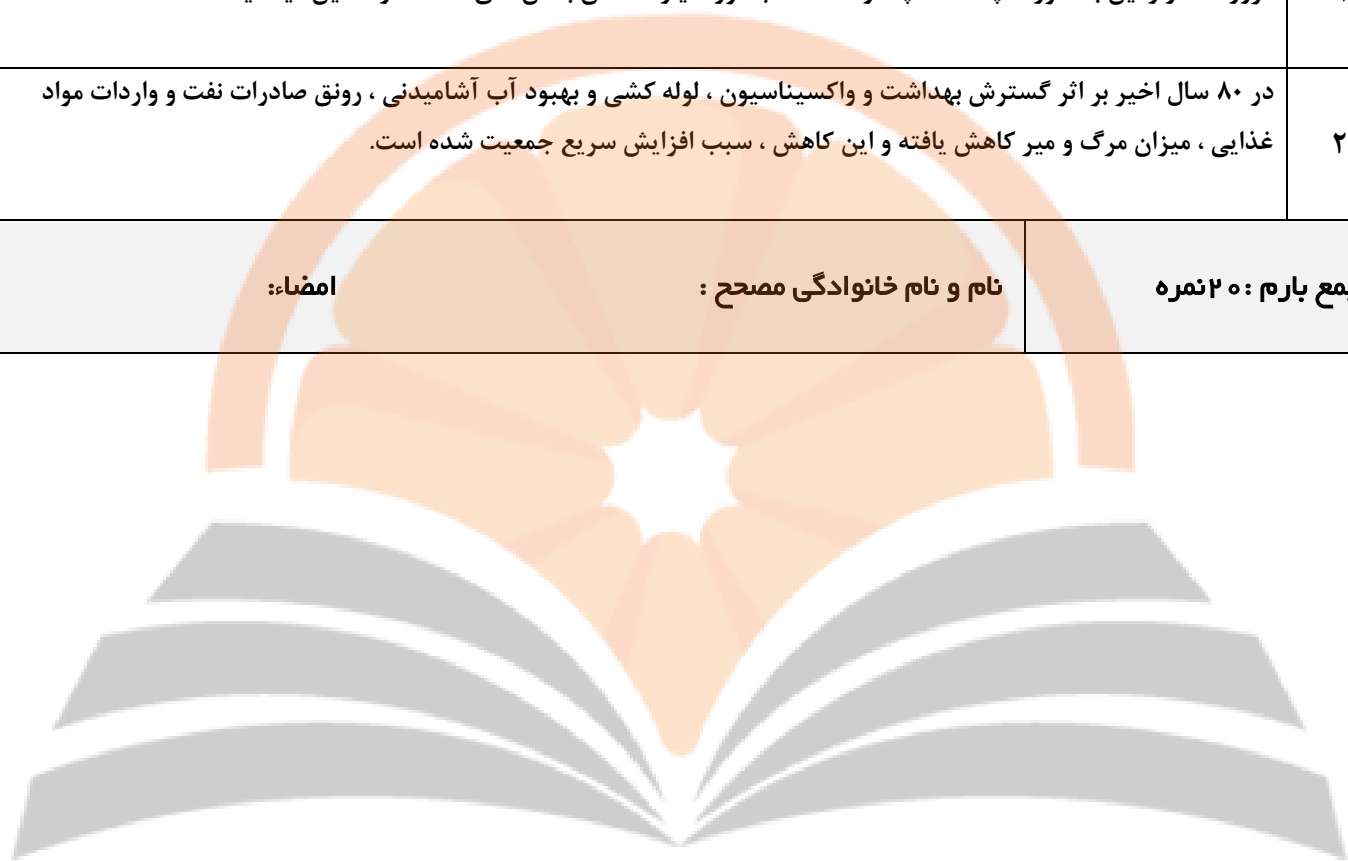 در ۸۰ سال اخیر بر اثر گسترش بهداشت و واکسیناسیون ، لوله کشی و بهبود آب آشامیدنی ، رونق صادرات نفت و واردات مواد
۲ غذایی ، میزان مرگ و میر کاهش یافته و این کاهش ، سبب افزایش سریع جمعیت شده است.
بارم :۲۰نمره نام و نام خانوادگی مصحح : امضاء: